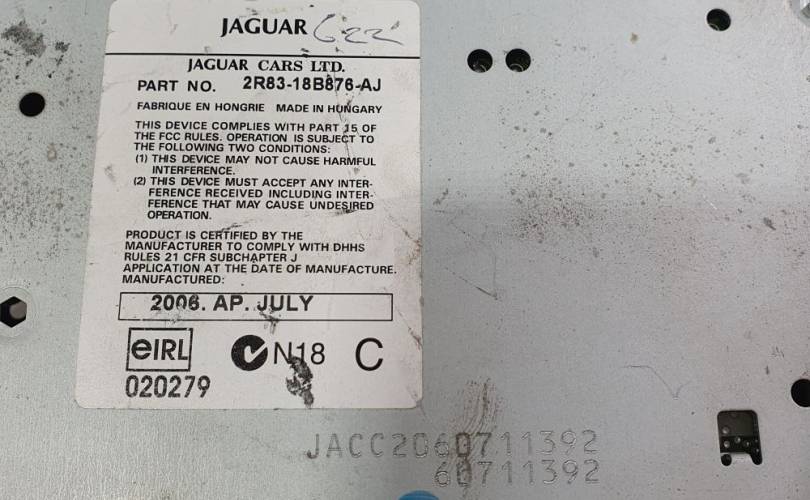 JAGUAR 622
JAGUAR CARS LTD.
PART NO. 2R83-18B876-AJ
FABRIQUE EN HONGRIE MADE IN HUNGARY
THIS DEVICE COMPLIES WITH PART 15 OF
THE FCC RULES. OPERATION IS SUBJECT TO
THE FOLLOWING TWO CONDITIONS:
(1) THIS DEVICE MAY NOT CAUSE HARMFUL
INTERFERENCE.
(2) THIS DEVICE MUST ACCEPT ANY INTER-
FERENCE RECEIVED INCLUDING INTER-
FERENCE THAT MAY CAUSE UNDESIRED
OPERATION.
PRODUCT IS CERTIFIED BY THE
MANUFACTURER TO COMPLY WITH DHHS
RULES 21 CFR SUBCHAPTER J
APPLICATION AT THE DATE OF MANUFACTURE.
MANUFACTURED:
2006. AP. JULY
eIRL N18 C
020279
JACC2060711392
60711392